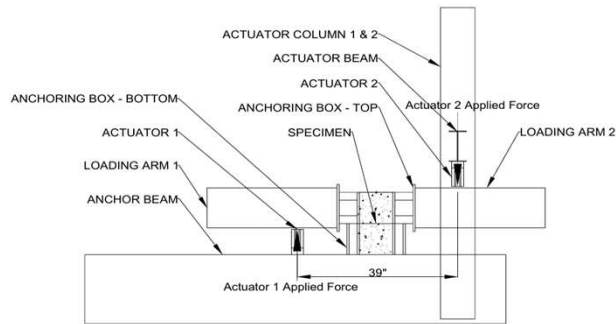 ACTUATOR COLUMN 1 & 2
ACTUATOR BEAM
ACTUATOR 2
ANCHORING BOX - BOTTOM
ANCHORING BOX - TOP
Actuator 2 Applied Force
ACTUATOR 1
SPECIMEN
LOADING ARM 2
LOADING ARM 1
ANCHOR BEAM
39"
Actuator 1 Applied Force